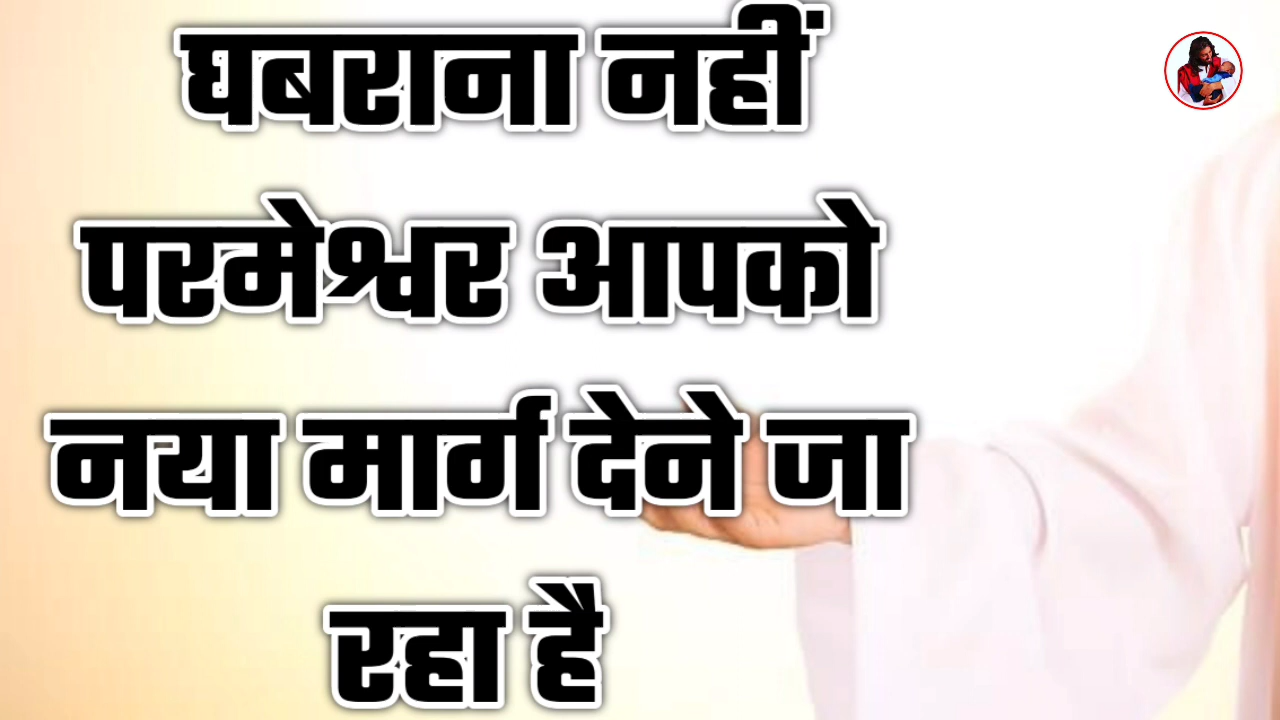 घबराना नहीं
परमेश्वर आपको
नया मार्ग देने जा
रहा है